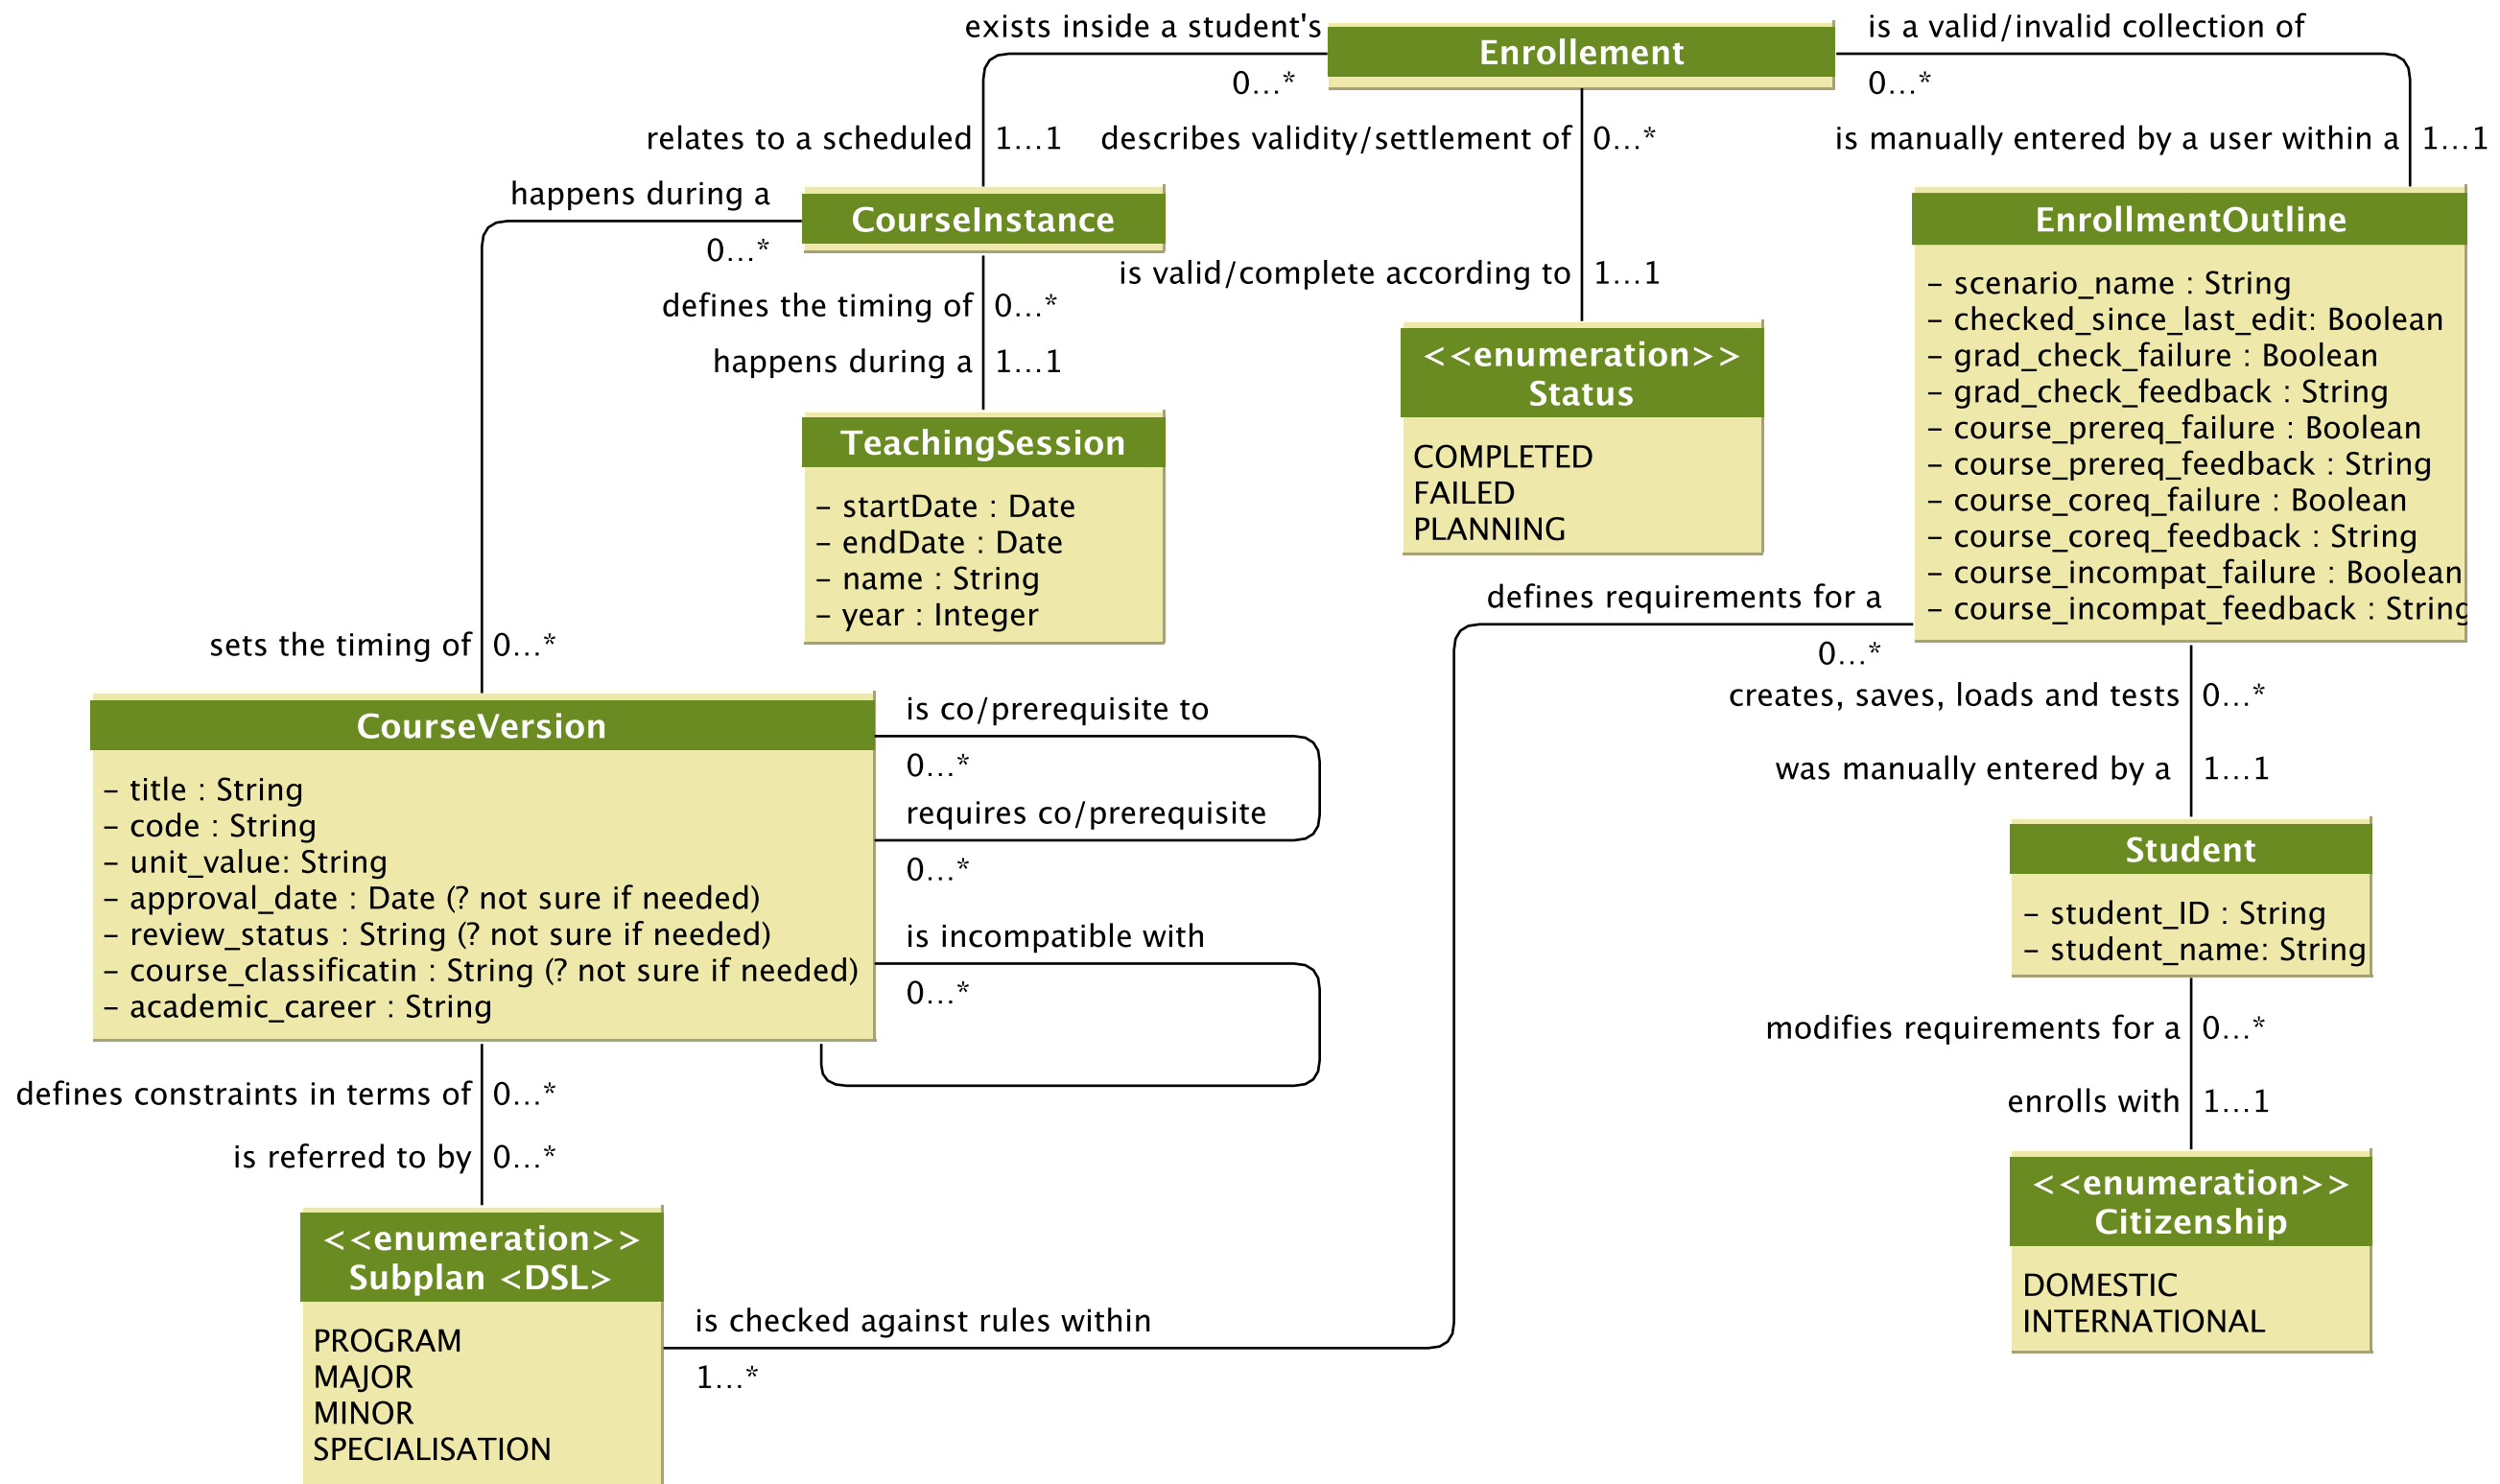 exists inside a student's
Enrollement
is a valid/invalid collection of
0...*
0...*
relates to a scheduled
1...1
describes validity/settlement of
0...*
is manually entered by a user within a
1...1
happens during a
CourseInstance
EnrollmentOutline
0...*
is valid/complete according to
1...1
defines the timing of
0...*
happens during a
1...1
- scenario_name : String
- checked_since_last_edit: Boolean
- grad_check_failure : Boolean
- grad_check_feedback : String
- course_prereq_failure : Boolean
- course_prereq_feedback : String
- course_coreq_failure : Boolean
- course_coreq_feedback : String
- course_incompat_failure : Boolean
- course_incompat_feedback : String
<<enumeration>>
Status
COMPLETED
FAILED
PLANNING
TeachingSession
- startDate : Date
- endDate : Date
- name : String
- year : Integer
defines requirements for a
0...*
sets the timing of
0...*
creates, saves, loads and tests
0...*
was manually entered by a
1...1
CourseVersion
- title : String
- code : String
- unit_value: String
- approval_date : Date (? not sure if needed)
- review_status : String (? not sure if needed)
- course_classificatin : String (? not sure if needed)
- academic_career : String
is co/prerequisite to
0...*
requires co/prerequisite
0...*
is incompatible with
0...*
Student
- student_ID : String
- student_name: String
modifies requirements for a
0...*
enrolls with
1...1
defines constraints in terms of
0...*
is referred to by
0...*
<<enumeration>>
Citizenship
DOMESTIC
INTERNATIONAL
<<enumeration>>
Subplan <DSL>
PROGRAM
MAJOR
MINOR
SPECIALISATION
is checked against rules within
1...*